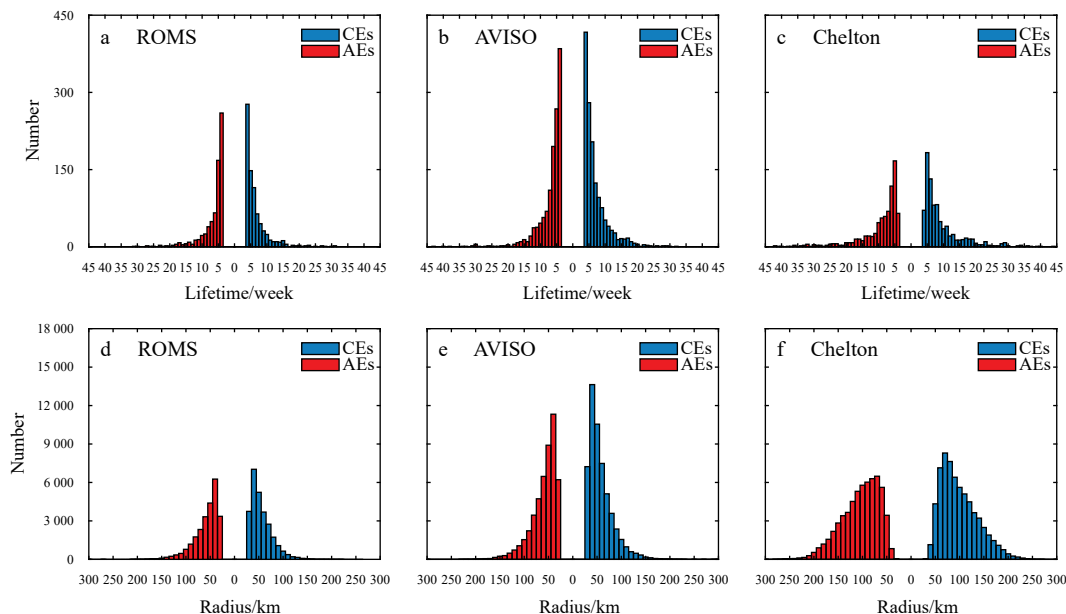 450
300
150
0
Number
a ROMS
CEs
AEs
45 40 35 30 25 20 15 10 5 0 5 10 15 20 25 30 35 40 45
Lifetime/week
b AVISO
CEs
AEs
45 40 35 30 25 20 15 10 5 0 5 10 15 20 25 30 35 40 45
Lifetime/week
c Chelton
CEs
AEs
45 40 35 30 25 20 15 10 5 0 5 10 15 20 25 30 35 40 45
Lifetime/week
18 000
15 000
12 000
9 000
6 000
3 000
0
Number
d ROMS
CEs
AEs
300 250 200 150 100 50 0 50 100 150 200 250 300
Radius/km
e AVISO
CEs
AEs
300 250 200 150 100 50 0 50 100 150 200 250 300
Radius/km
f Chelton
CEs
AEs
300 250 200 150 100 50 0 50 100 150 200 250 300
Radius/km